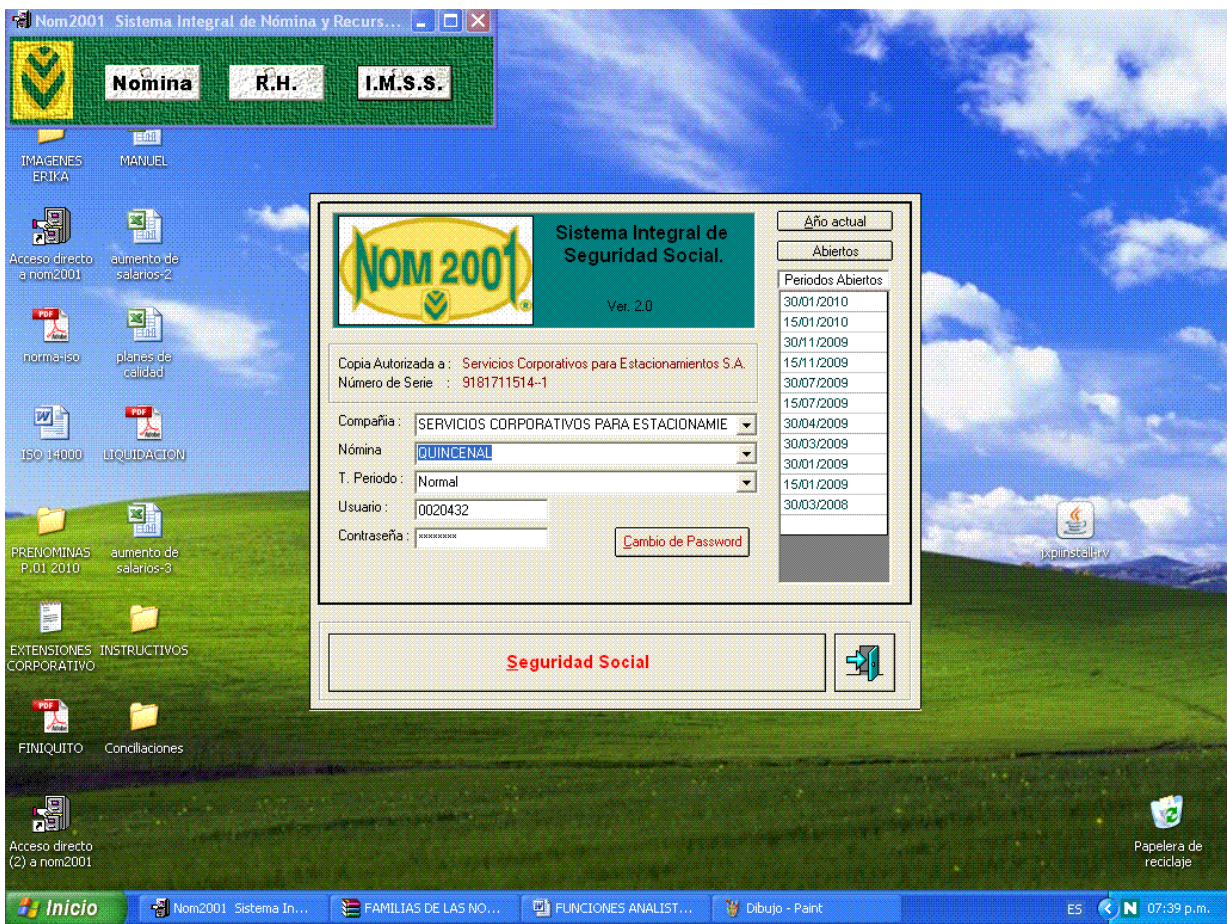 Nom2001 Sistema Integral de Nómina y Recurs...
Nomina
R.H.
I.M.S.S.
IMAGENES
ERIKA
MANUEL
Acceso directo
a nom2001
aumento de
salarios-2
norma-iso
planes de
calidad
ISO 14000
LIQUIDACION
PRENOMINAS
P.01 2010
aumento de
salarios-3
EXTENSIONES
CORPORATIVO
INSTRUCTIVOS
FINIQUITO
Conciliaciones
Acceso directo
(2) a nom2001
NOM 2001
Sistema Integral de
Seguridad Social.
Ver. 2.0
Año actual
Abiertos
Periodos Abiertos
30/01/2010
15/01/2010
30/11/2009
15/11/2009
30/07/2009
15/07/2009
30/04/2009
30/03/2009
30/01/2009
15/01/2009
30/03/2008
Copia Autorizada a : Servicios Corporativos para Estacionamientos S.A.
Número de Serie : 9181711514--1
Compañia : SERVICIOS CORPORATIVOS PARA ESTACIONAMIE
Nómina QUINCENAL
T. Periodo : Normal
Usuario : 0020432
Contraseña : xxxxxxxx
Cambio de Password
Seguridad Social
jxpiinstall-rv
Papelera de
reciclaje
Inicio
Nom2001 Sistema In...
FAMILIAS DE LAS NO...
FUNCIONES ANALIST...
Dibujo - Paint
ES
N
07:39 p.m.